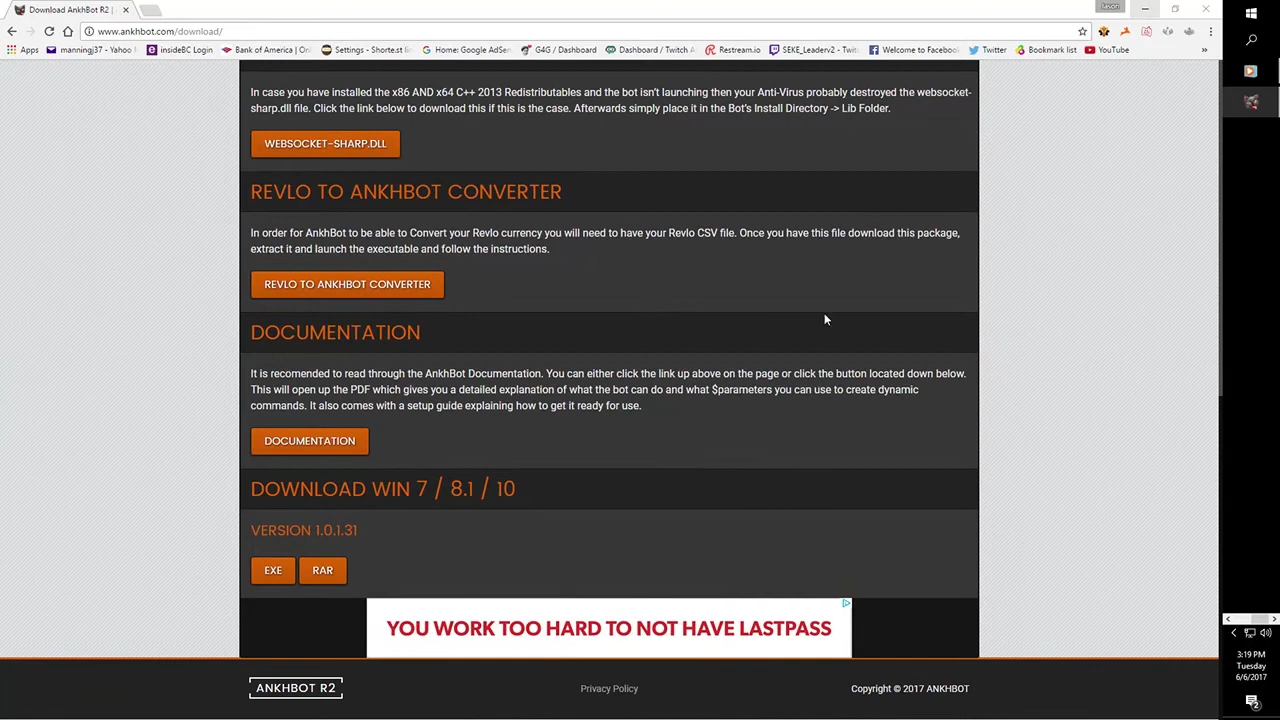 Download AnkhBot R2 |
Jason
www.ankhbot.com/download/
Apps
manningj37 - Yahoo
insideBC Login
Bank of America | Onl
Settings - Shorte.st lin
Home: Google AdSen
G4G / Dashboard
Dashboard / Twitch A
Restream.io
SEKE_Leaderv2 - Twitc
Welcome to Facebook
Twitter
Bookmark list
YouTube
In case you have installed the x86 AND x64 C++ 2013 Redistributables and the bot isn't launching then your Anti-Virus probably destroyed the websocket-
sharp.dll file. Click the link below to download this if this is the case. Afterwards simply place it in the Bot's Install Directory -> Lib Folder.
WEBSOCKET-SHARP.DLL
REVLO TO ANKHBOT CONVERTER
In order for AnkhBot to be able to Convert your Revlo currency you will need to have your Revlo CSV file. Once you have this file download this package,
extract it and launch the executable and follow the instructions.
REVLO TO ANKHBOT CONVERTER
DOCUMENTATION
It is recomended to read through the AnkhBot Documentation. You can either click the link up above on the page or click the button located down below.
This will open up the PDF which gives you a detailed explanation of what the bot can do and what $parameters you can use to create dynamic
commands. It also comes with a setup guide explaining how to get it ready for use.
DOCUMENTATION
DOWNLOAD WIN 7 / 8.1 / 10
VERSION 1.0.1.31
EXE
RAR
YOU WORK TOO HARD TO NOT HAVE LASTPASS
ANKHBOT R2
Privacy Policy
Copyright © 2017 ANKHBOT
3:19 PM
Tuesday
6/6/2017
2